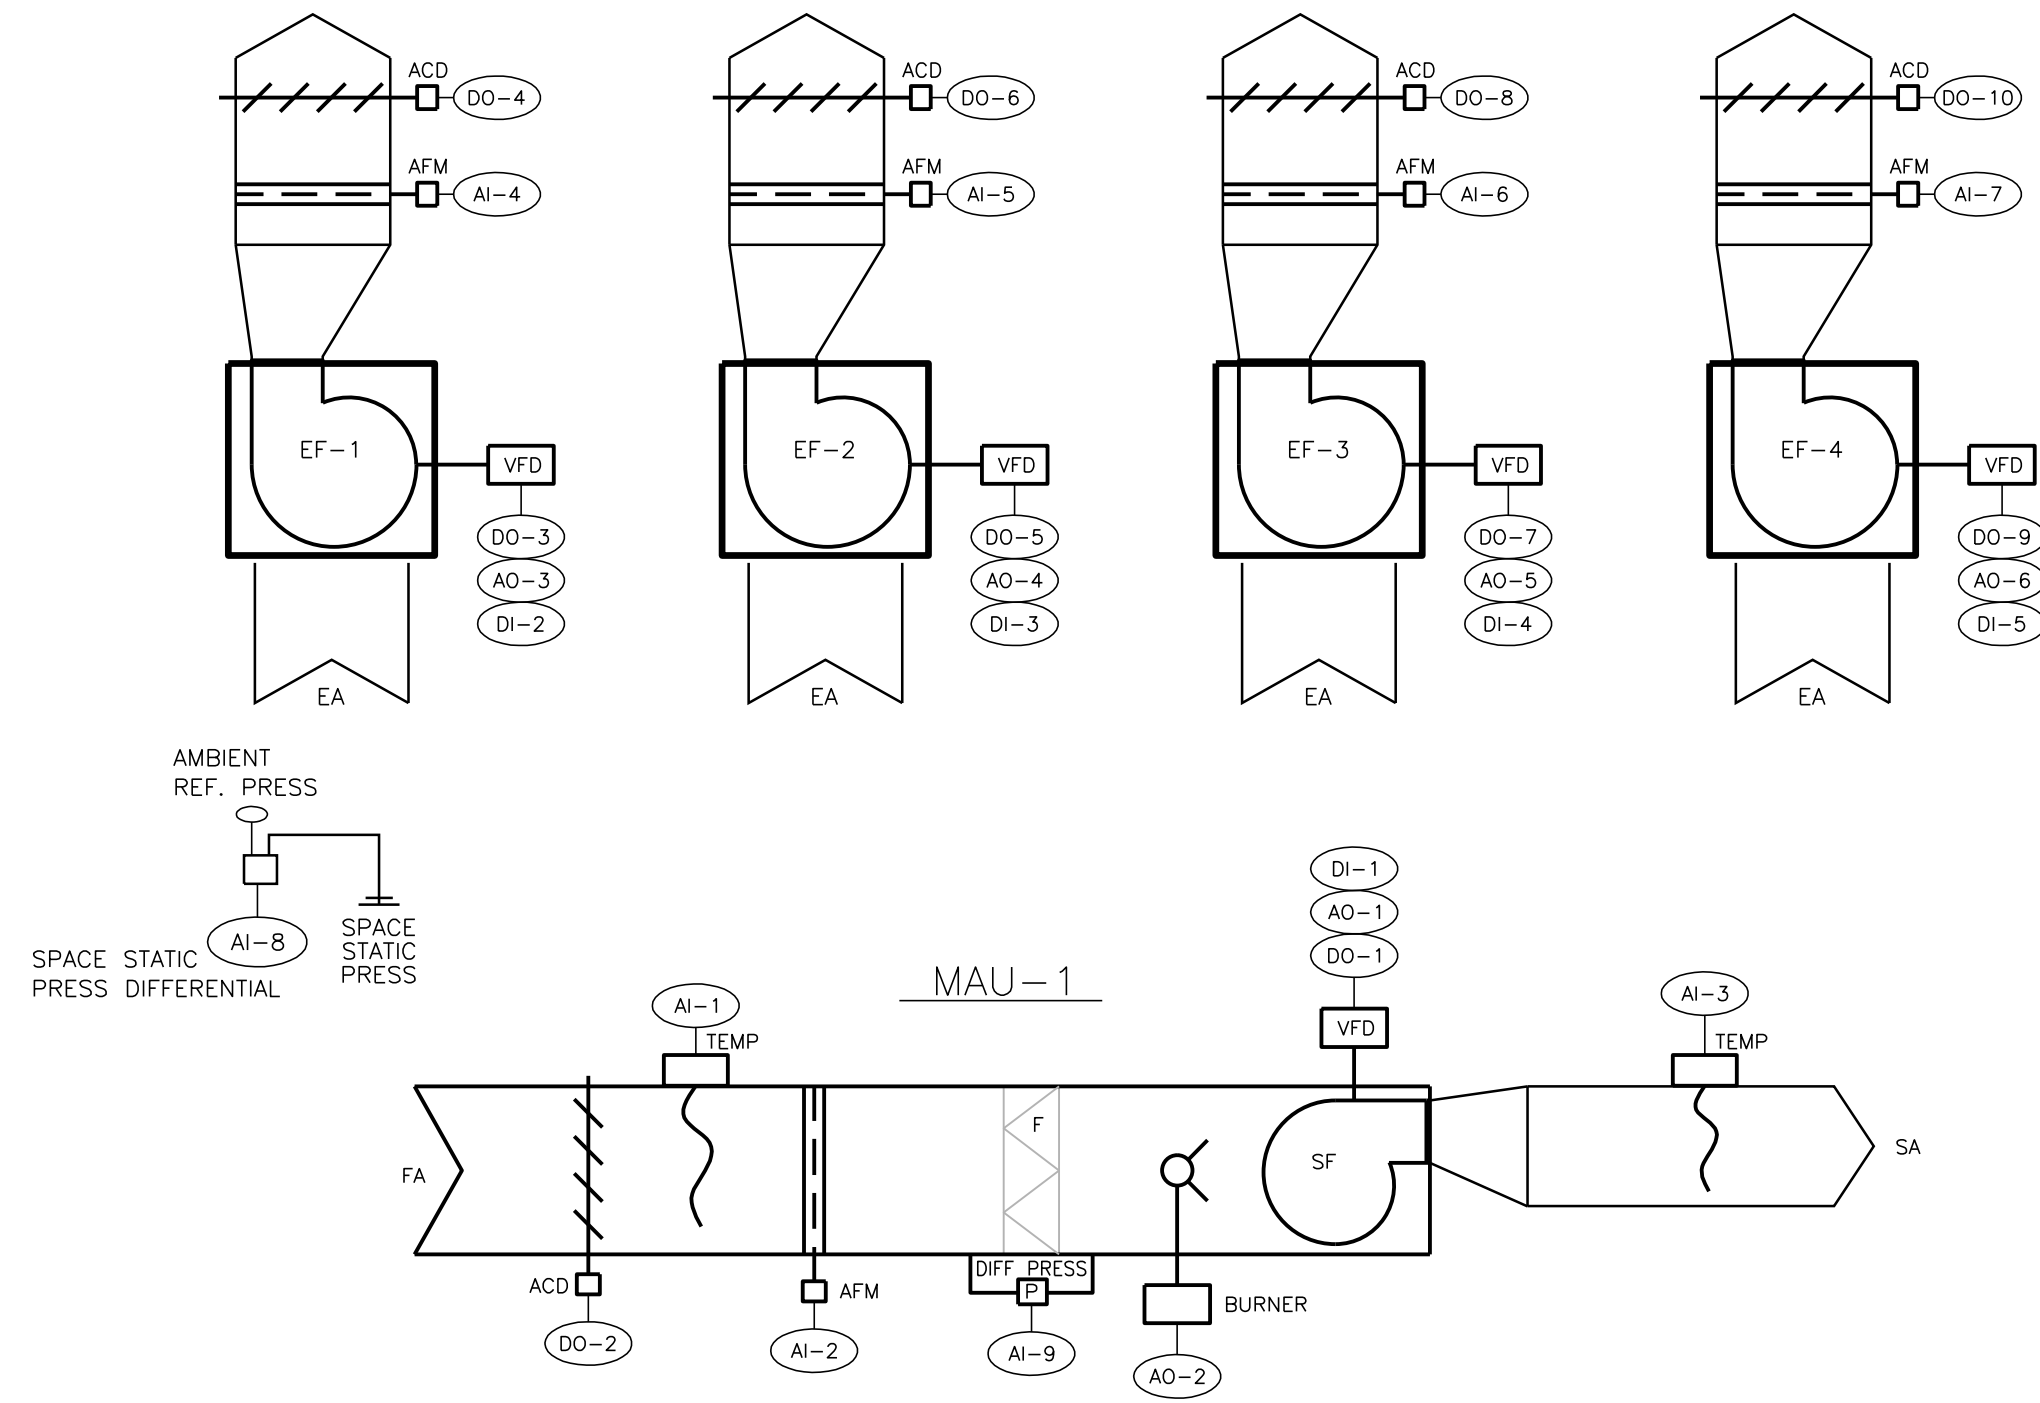 ACD
DO-4
AFM
AI-4
EF-1
VFD
DO-3
AO-3
DI-2
EA
ACD
DO-6
AFM
AI-5
EF-2
VFD
DO-5
AO-4
DI-3
EA
ACD
DO-8
AFM
AI-6
EF-3
VFD
DO-7
AO-5
DI-4
EA
ACD
DO-10
AFM
AI-7
EF-4
VFD
DO-9
AO-6
DI-5
EA
AMBIENT
REF. PRESS
AI-8
SPACE STATIC
PRESS DIFFERENTIAL
SPACE
STATIC
PRESS
MAU-1
DI-1
AO-1
DO-1
VFD
AI-1
TEMP
AI-3
TEMP
FA
F
SF
SA
ACD
DO-2
AFM
AI-2
DIFF PRESS
P
AI-9
BURNER
AO-2